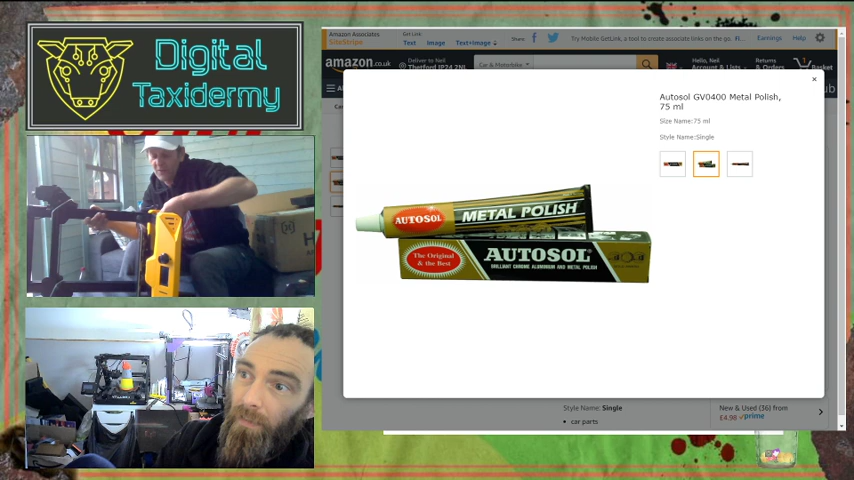 Digital
Taxidermy
Amazon Associates
SiteStripe
Get Link:
Text
Image
Text+Image
Share:
Try Mobile GetLink, a tool to create associate links on the go.
Earnings
Help
amazon.co.uk
Deliver to Neil
Thetford IP24 2NL
Car & Motorbike
Hello, Neil
Account & Lists
Returns
& Orders
1
Basket
Autosol GV0400 Metal Polish,
75 ml
Size Name:75 ml
Style Name:Single
AUTOSOL
METAL POLISH
The Original
& the Best
AUTOSOL
BRILLIANT CHROME ALUMINIUM AND METAL POLISH
Style Name: Single
car parts
New & Used (36) from
£4.98
prime